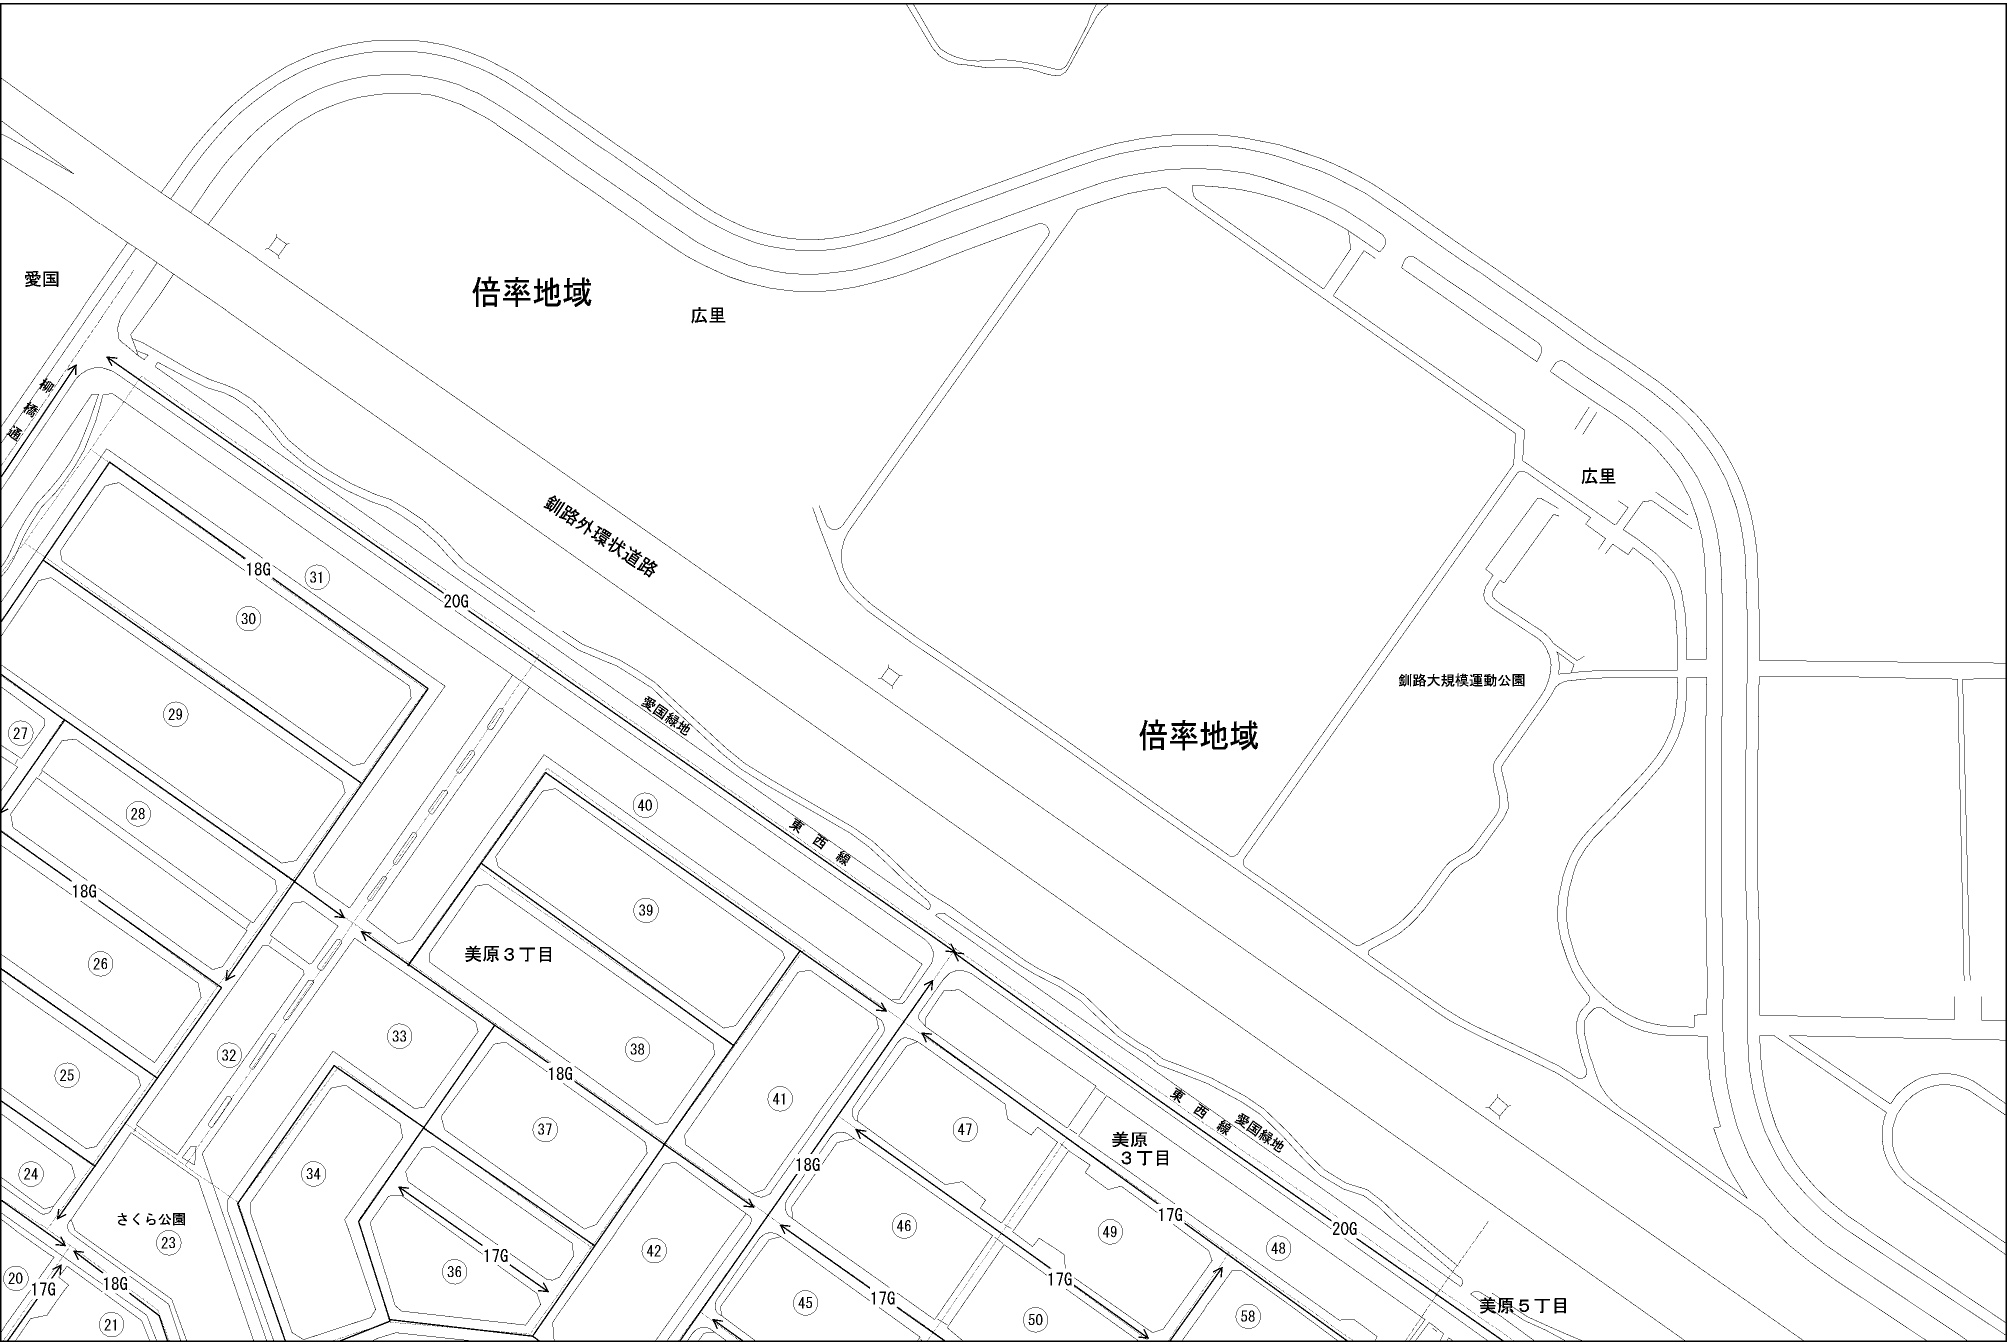 愛国
倍率地域
広里
柳橋通
釧路外環状道路
広里
18G
31
30
20G
釧路大規模運動公園
愛国緑地
倍率地域
29
27
28
40
東西線
18G
39
26
美原3丁目
33
38
32
25
18G
41
37
47
美原
3丁目
東西線
愛国緑地
24
34
18G
さくら公園
23
46
49
17G
20G
42
48
17G
36
20
17G
18G
17G
45
17G
美原5丁目
21
50
58